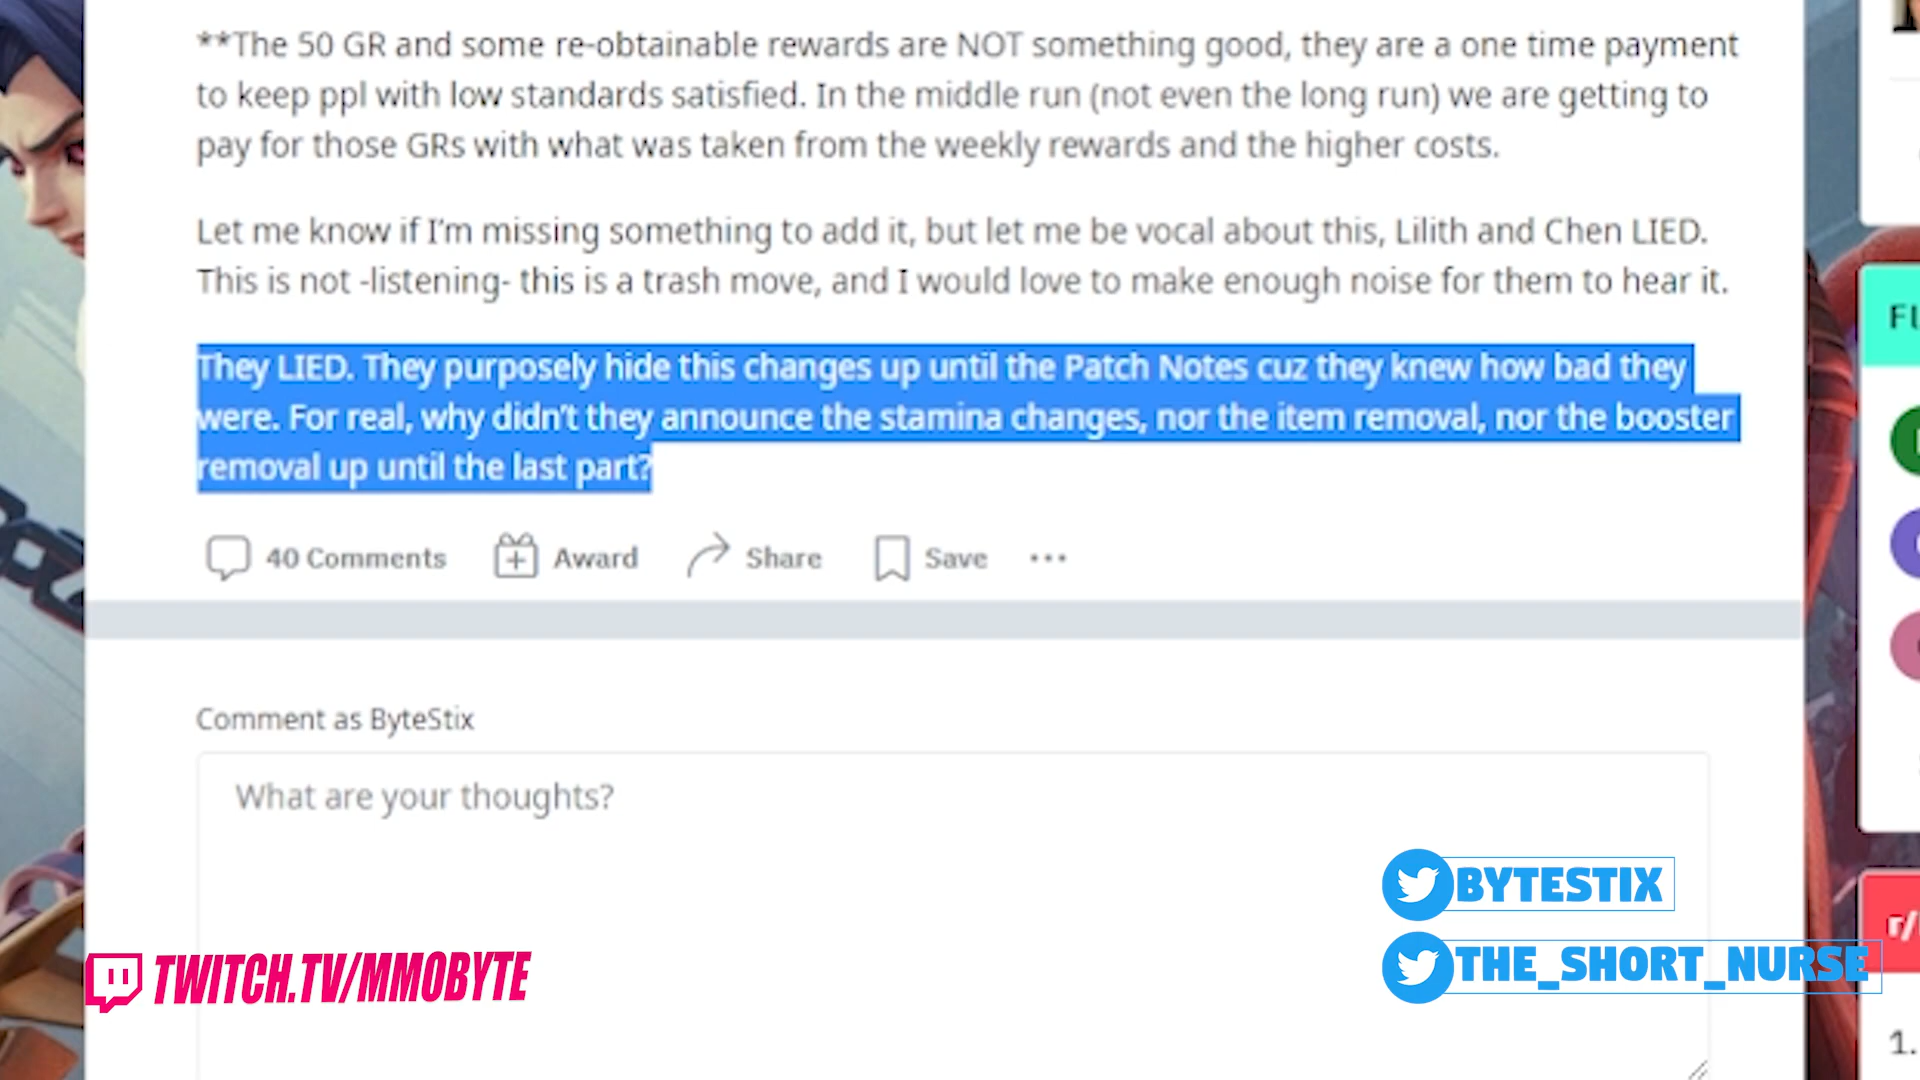 **The 50 GR and some re-obtainable rewards are NOT something good, they are a one time payment
to keep ppl with low standards satisfied. In the middle run (not even the long run) we are getting to
pay for those GRs with what was taken from the weekly rewards and the higher costs.
Let me know if I'm missing something to add it, but let me be vocal about this, Lilith and Chen LIED.
This is not -listening- this is a trash move, and I would love to make enough noise for them to hear it.
They LIED. They purposely hide this changes up until the Patch Notes cuz they knew how bad they
were. For real, why didn't they announce the stamina changes, nor the item removal, nor the booster
removal up until the last part?
40 Comments Award Share Save
Comment as ByteStix
What are your thoughts?
BYTESTIX
THE_SHORT_NURSE
TWITCH.TV/MMOBYTE
r/
1.